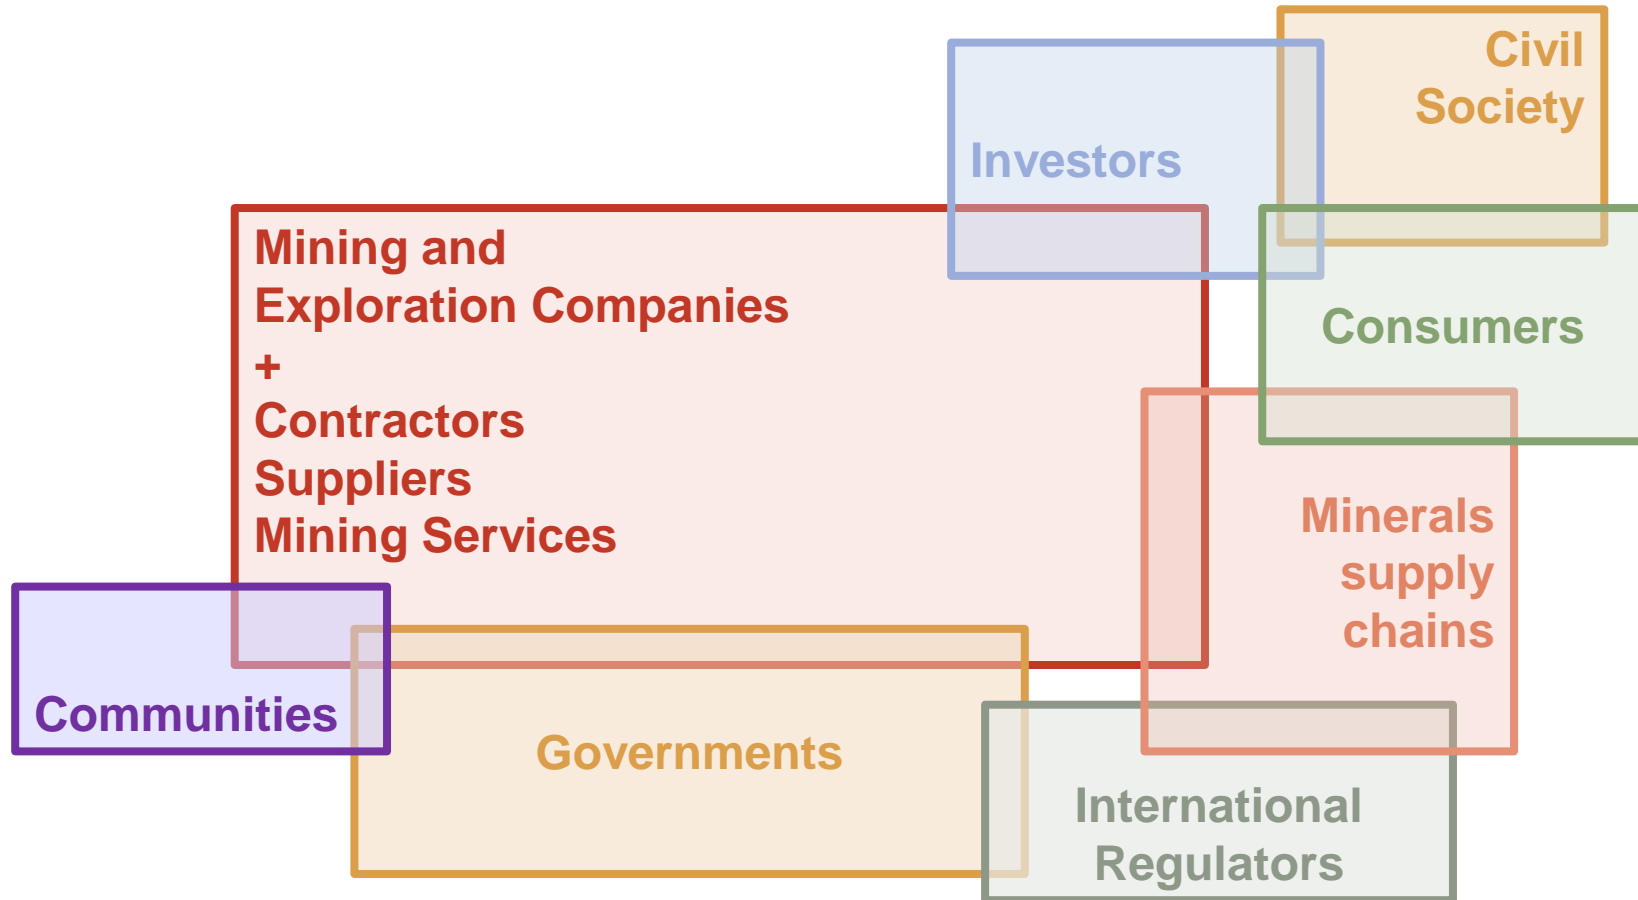 Civil
Society
Investors
Mining and
Exploration Companies
+
Contractors
Suppliers
Mining Services
Consumers
Minerals
supply
chains
Communities
Governments
International
Regulators